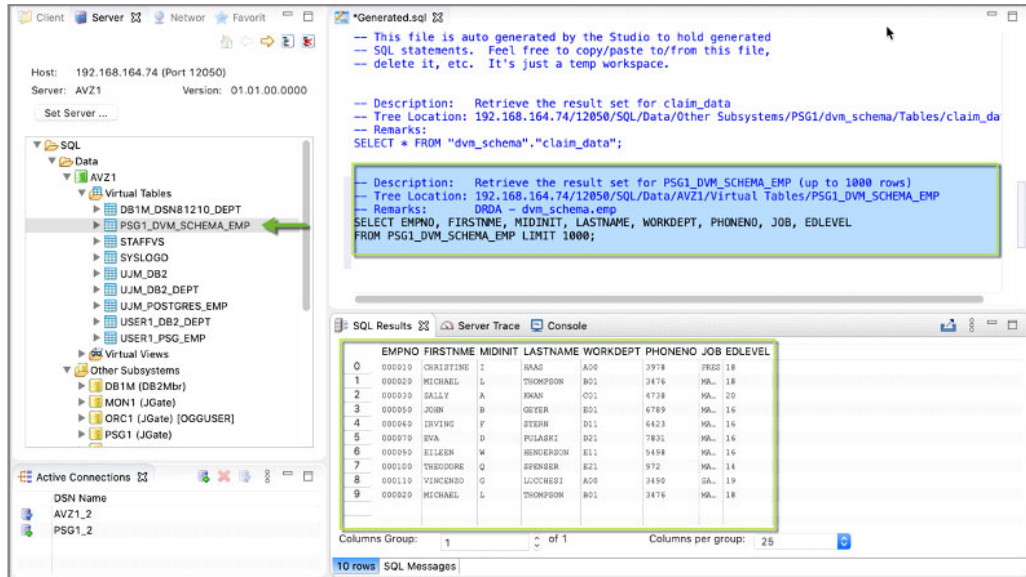 Client Server Networ Favorit
Host: 192.168.164.74 (Port 12050)
Server: AVZ1 Version: 01.01.00.0000
Set Server ...
SQL
Data
AVZ1
Virtual Tables
DB1M_DSN81210_DEPT
PSG1_DVM_SCHEMA_EMP
STAFFVS
SYSLOGD
UJM_DB2
UJM_DB2_DEPT
UJM_POSTGRES_EMP
USER1_DB2_DEPT
USER1_PSG_EMP
Virtual Views
Other Subsystems
DB1M (DB2Mbr)
MON1 (JGate)
ORC1 (JGate) [OGGUSER]
PSG1 (JGate)
Active Connections
DSN Name
AVZ1_2
PSG1_2
*Generated.sql
-- This file is auto generated by the Studio to hold generated
-- SQL statements. Feel free to copy/paste to/from this file,
-- delete it, etc. It's just a temp workspace.
-- Description: Retrieve the result set for claim_data
-- Tree Location: 192.168.164.74/12050/SQL/Data/Other Subsystems/PSG1/dvm_schema/Tables/claim_da
-- Remarks:
SELECT * FROM "dvm_schema"."claim_data";
-- Description: Retrieve the result set for PSG1_DVM_SCHEMA_EMP (up to 1000 rows)
-- Tree Location: 192.168.164.74/12050/SQL/Data/AVZ1/Virtual Tables/PSG1_DVM_SCHEMA_EMP
-- Remarks: DRDA - dvm_schema.emp
SELECT EMPNO, FIRSTNME, MIDINIT, LASTNAME, WORKDEPT, PHONENO, JOB, EDLEVEL
FROM PSG1_DVM_SCHEMA_EMP LIMIT 1000;
SQL Results Server Trace Console
EMPNO FIRSTNME MIDINIT LASTNAME WORKDEPT PHONENO JOB EDLEVEL
0 000010 CHRISTINE I HAAS A00 3978 PRES 18
1 000020 MICHAEL L THOMPSON B01 3476 MA... 18
2 000030 SALLY A KWAN C01 4738 MA... 20
3 000050 JOHN B GEYER E01 6789 MA... 16
4 000060 IRVING F STERN D11 6423 MA... 16
5 000070 EVA D PULASKI D21 7831 MA... 16
6 000090 EILEEN W HENDERSON E11 5498 MA... 16
7 000100 THEODORE Q SPENSER E21 972 MA... 14
8 000110 VINCENZO G LUCCHESI A00 3490 SA... 19
9 000020 MICHAEL L THOMPSON B01 3476 MA... 18
Columns Group: 1 of 1 Columns per group: 25
10 rows SQL Messages